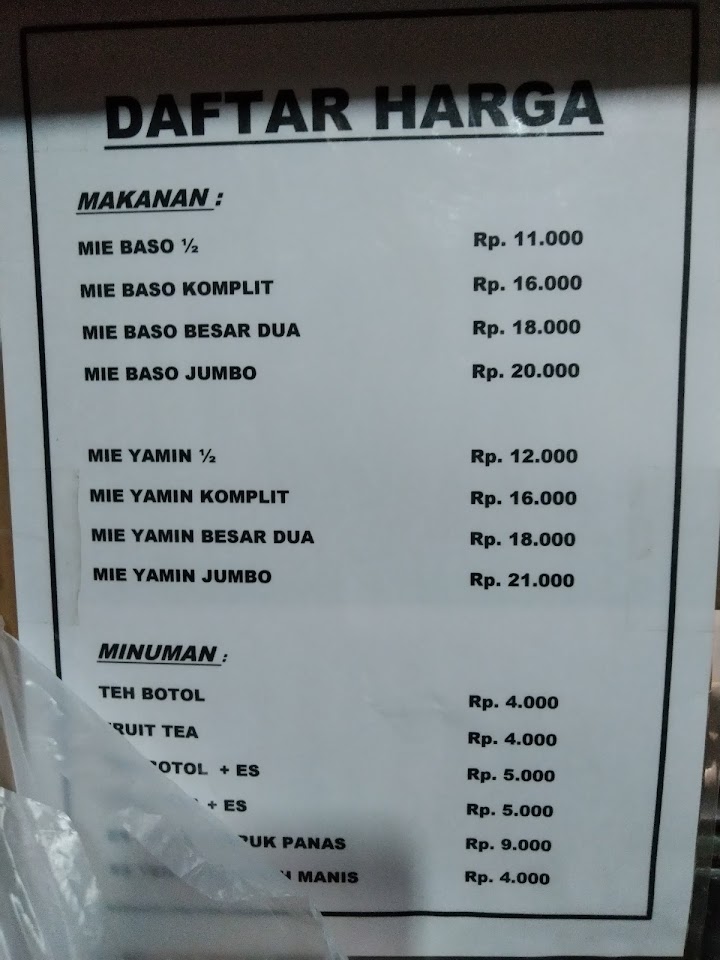 DAFTAR HARGA
MAKANAN :
MIE BASO ½ Rp. 11.000
MIE BASO KOMPLIT Rp. 16.000
MIE BASO BESAR DUA Rp. 18.000
MIE BASO JUMBO Rp. 20.000
MIE YAMIN ½ Rp. 12.000
MIE YAMIN KOMPLIT Rp. 16.000
MIE YAMIN BESAR DUA Rp. 18.000
MIE YAMIN JUMBO Rp. 21.000
MINUMAN :
TEH BOTOL Rp. 4.000
RUIT TEA Rp. 4.000
OTOL + ES Rp. 5.000
+ ES Rp. 5.000
RUK PANAS Rp. 9.000
MANIS Rp. 4.000